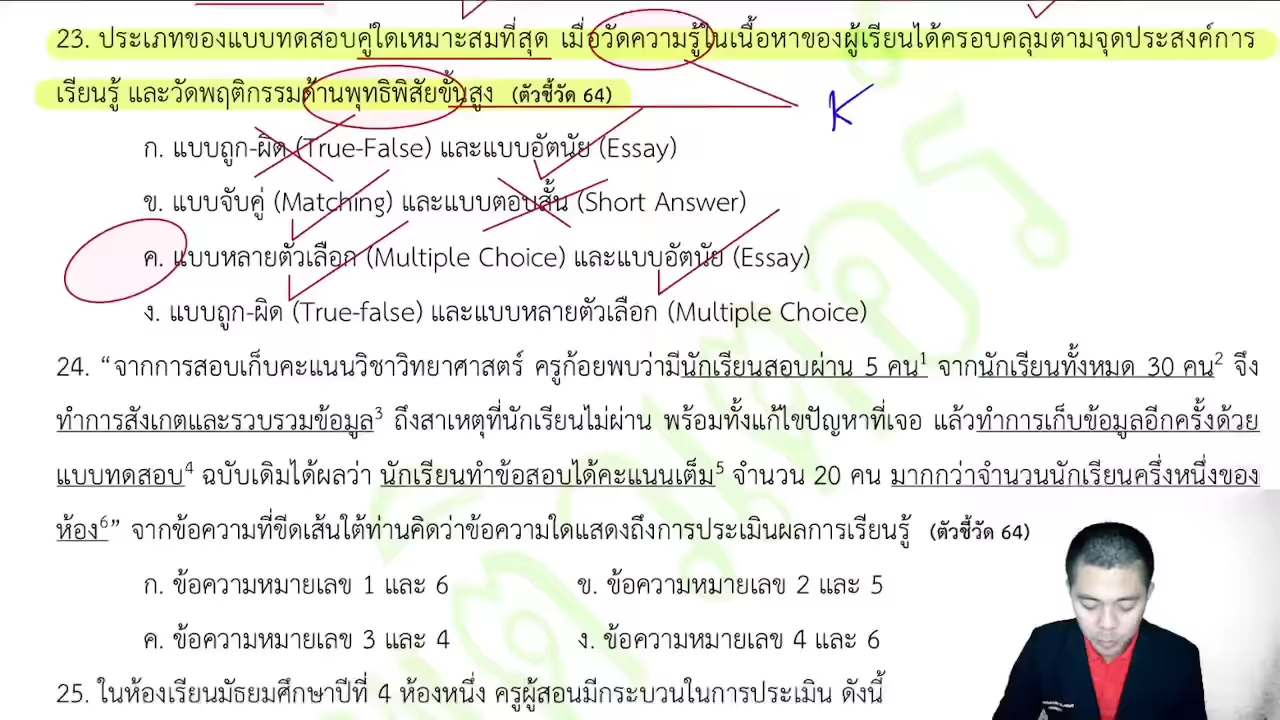 23. ประเภทของแบบทดสอบคู่ใดเหมาะสมที่สุด เมื่อวัดความรู้ในเนื้อหาของผู้เรียนได้ครอบคลุมตามจุดประสงค์การ
เรียนรู้ และวัดพฤติกรรมด้านพุทธิพิสัยขั้นสูง (ตัวชี้วัด 64)
K
ก. แบบถูก-ผิด (True-False) และแบบอัตนัย (Essay)
ข. แบบจับคู่ (Matching) และแบบตอบสั้น (Short Answer)
ค. แบบหลายตัวเลือก (Multiple Choice) และแบบอัตนัย (Essay)
ง. แบบถูก-ผิด (True-false) และแบบหลายตัวเลือก (Multiple Choice)
24. “จากการสอบเก็บคะแนนวิชาวิทยาศาสตร์ ครูก้อยพบว่ามีนักเรียนสอบผ่าน 5 คน¹ จากนักเรียนทั้งหมด 30 คน² จึง
ทำการสังเกตและรวบรวมข้อมูล³ ถึงสาเหตุที่นักเรียนไม่ผ่าน พร้อมทั้งแก้ไขปัญหาที่เจอ แล้วทำการเก็บข้อมูลอีกครั้งด้วย
แบบทดสอบ⁴ ฉบับเดิมได้ผลว่า นักเรียนทำข้อสอบได้คะแนนเต็ม⁵ จำนวน 20 คน มากกว่าจำนวนนักเรียนครึ่งหนึ่งของ
ห้อง⁶” จากข้อความที่ขีดเส้นใต้ท่านคิดว่าข้อความใดแสดงถึงการประเมินผลการเรียนรู้ (ตัวชี้วัด 64)
ก. ข้อความหมายเลข 1 และ 6 ข. ข้อความหมายเลข 2 และ 5
ค. ข้อความหมายเลข 3 และ 4 ง. ข้อความหมายเลข 4 และ 6
25. ในห้องเรียนมัธยมศึกษาปีที่ 4 ห้องหนึ่ง ครูผู้สอนมีกระบวนในการประเมิน ดังนี้